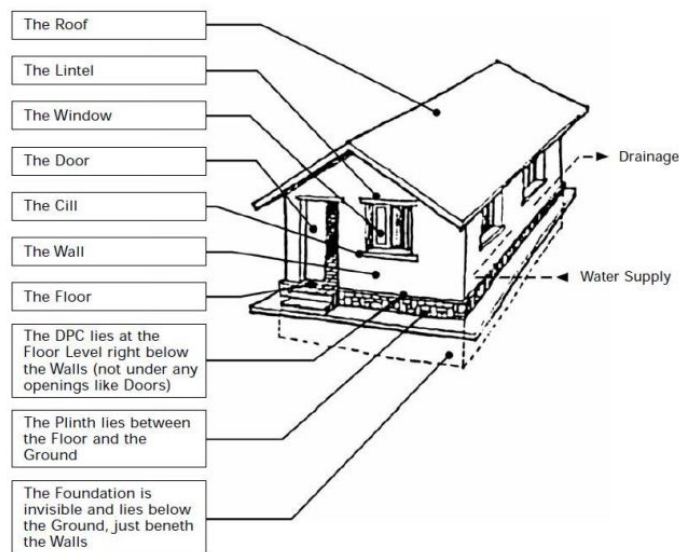 The Roof
The Lintel
The Window
The Door
The Cill
The Wall
The Floor
The DPC lies at the
Floor Level right below
the Walls (not under any
openings like Doors)
The Plinth lies between
the Floor and the
Ground
The Foundation is
invisible and lies below
the Ground, just beneth
the Walls
Drainage
Water Supply